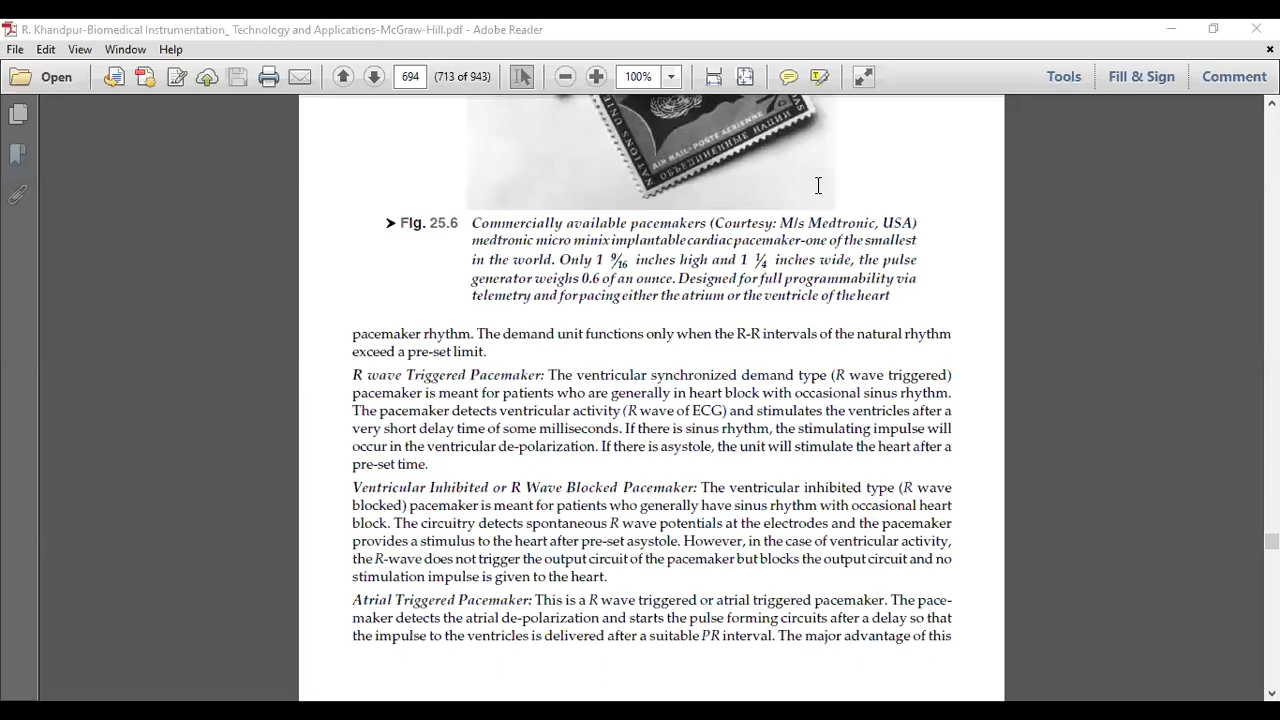 R. Khandpur-Biomedical Instrumentation_ Technology and Applications-McGraw-Hill.pdf - Adobe Reader
File Edit View Window Help
Open 694 (713 of 943) 100% Tools Fill & Sign Comment
AIR MAIL-POSTE AERIENNE
ОБЪЕДИНЕННЫЕ НАЦИИ
➤ Fig. 25.6 Commercially available pacemakers (Courtesy: M/s Medtronic, USA)
medtronic micro minix implantable cardiac pacemaker-one of the smallest
in the world. Only 1 9/16 inches high and 1 1/4 inches wide, the pulse
generator weighs 0.6 of an ounce. Designed for full programmability via
telemetry and for pacing either the atrium or the ventricle of the heart
pacemaker rhythm. The demand unit functions only when the R-R intervals of the natural rhythm
exceed a pre-set limit.
R wave Triggered Pacemaker: The ventricular synchronized demand type (R wave triggered)
pacemaker is meant for patients who are generally in heart block with occasional sinus rhythm.
The pacemaker detects ventricular activity (R wave of ECG) and stimulates the ventricles after a
very short delay time of some milliseconds. If there is sinus rhythm, the stimulating impulse will
occur in the ventricular de-polarization. If there is asystole, the unit will stimulate the heart after a
pre-set time.
Ventricular Inhibited or R Wave Blocked Pacemaker: The ventricular inhibited type (R wave
blocked) pacemaker is meant for patients who generally have sinus rhythm with occasional heart
block. The circuitry detects spontaneous R wave potentials at the electrodes and the pacemaker
provides a stimulus to the heart after pre-set asystole. However, in the case of ventricular activity,
the R-wave does not trigger the output circuit of the pacemaker but blocks the output circuit and no
stimulation impulse is given to the heart.
Atrial Triggered Pacemaker: This is a R wave triggered or atrial triggered pacemaker. The pace-
maker detects the atrial de-polarization and starts the pulse forming circuits after a delay so that
the impulse to the ventricles is delivered after a suitable PR interval. The major advantage of this